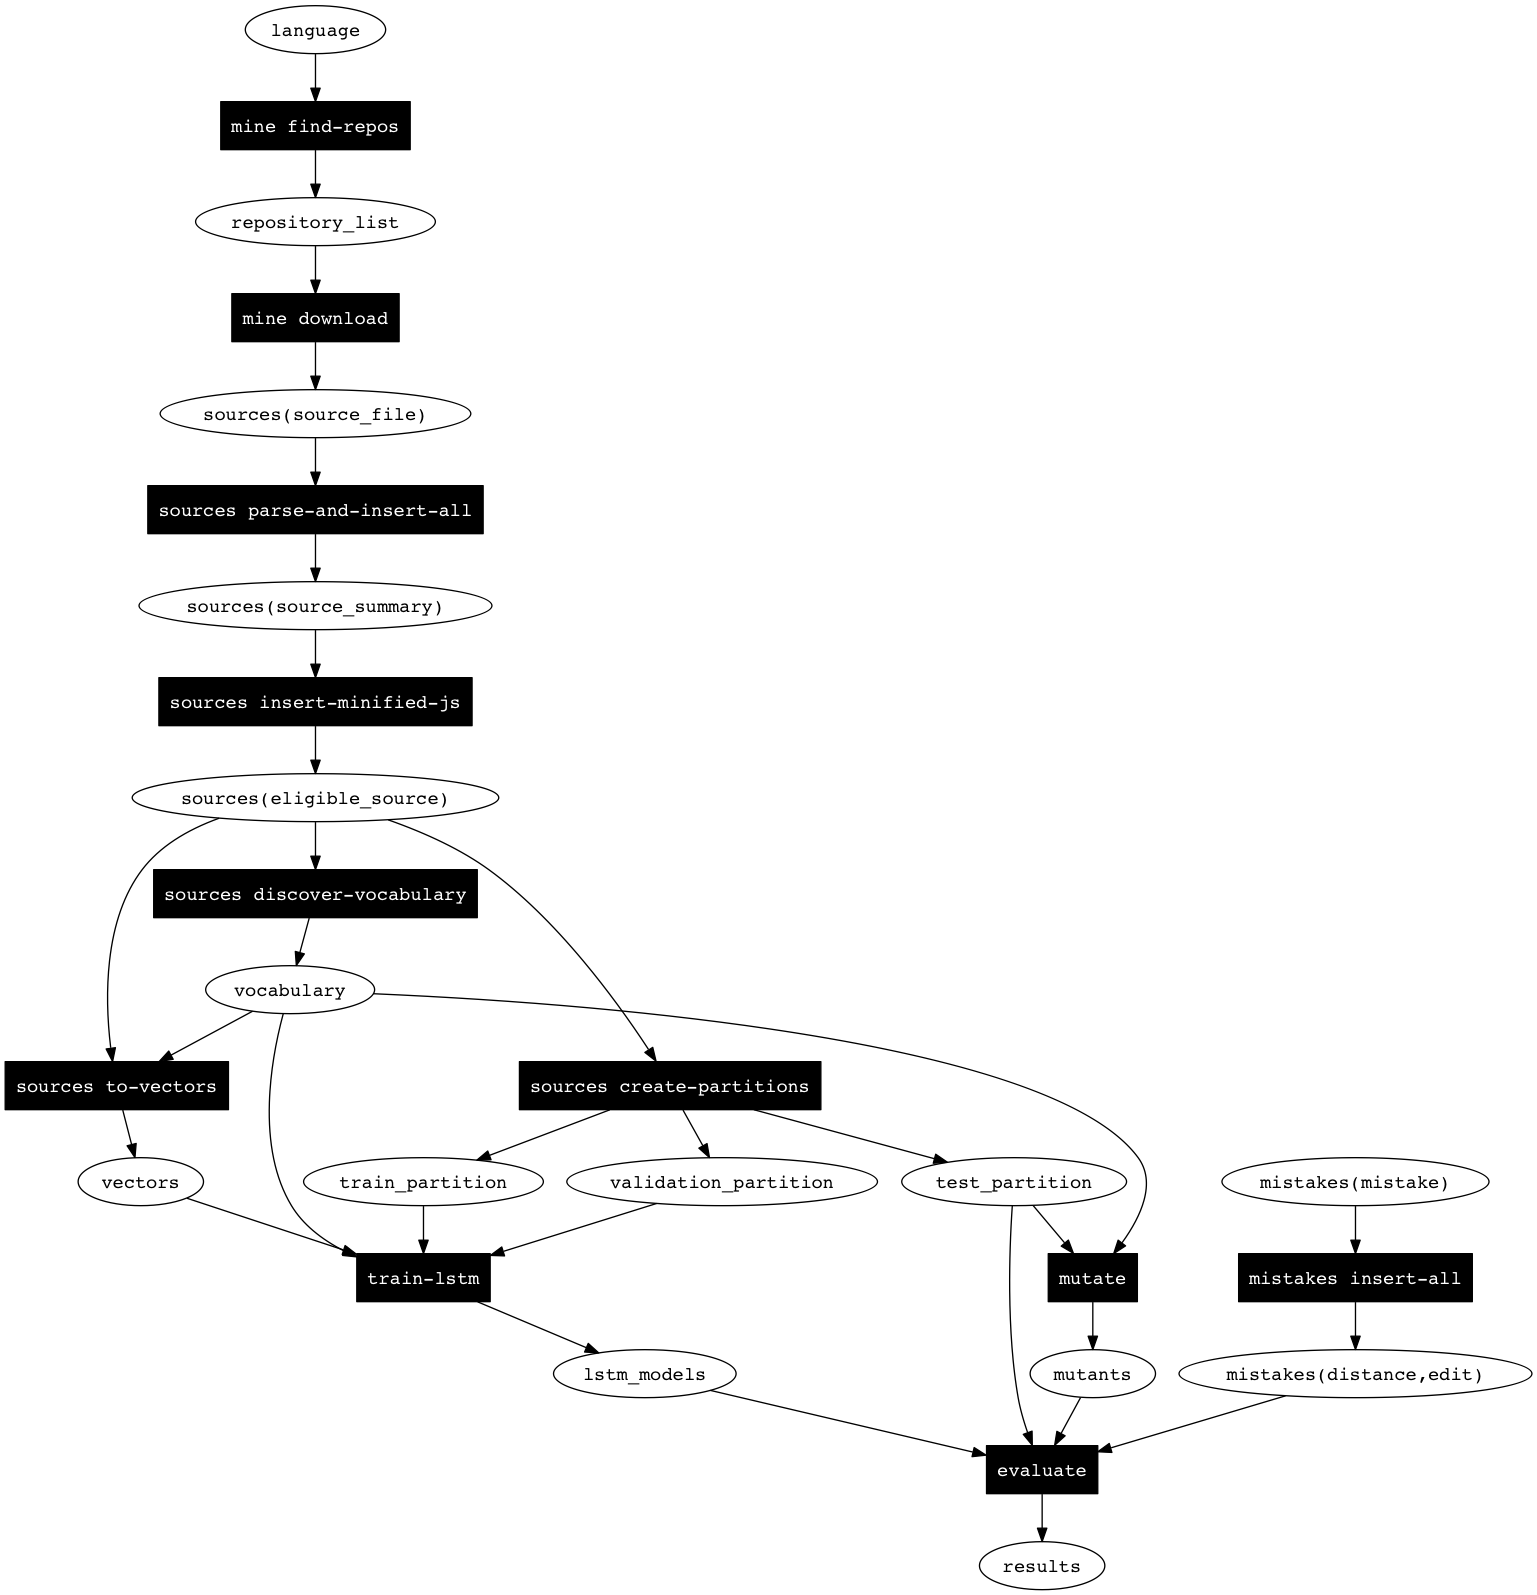 language
mine find-repos
repository_list
mine download
sources(source_file)
sources parse-and-insert-all
sources(source_summary)
sources insert-minified-js
sources(eligible_source)
sources discover-vocabulary
vocabulary
sources to-vectors
sources create-partitions
vectors
train_partition
validation_partition
test_partition
mistakes(mistake)
train-lstm
mutate
mistakes insert-all
lstm_models
mutants
mistakes(distance,edit)
evaluate
results